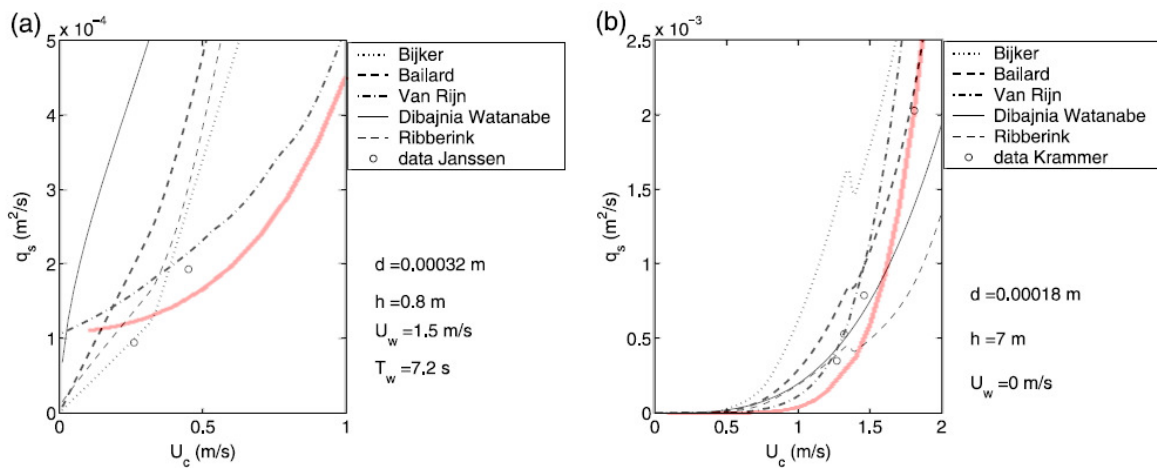 (a)
x 10⁻⁴
5
4
3
2
1
0
0
0.5
1
q_s (m²/s)
U_c (m/s)
Bijker
Bailard
Van Rijn
Dibajnia Watanabe
Ribberink
data Janssen
d =0.00032 m
h =0.8 m
U_w =1.5 m/s
T_w =7.2 s
(b)
x 10⁻³
2.5
2
1.5
1
0.5
0
0
0.5
1
1.5
2
q_s (m²/s)
U_c (m/s)
Bijker
Bailard
Van Rijn
Dibajnia Watanabe
Ribberink
data Krammer
d =0.00018 m
h =7 m
U_w =0 m/s